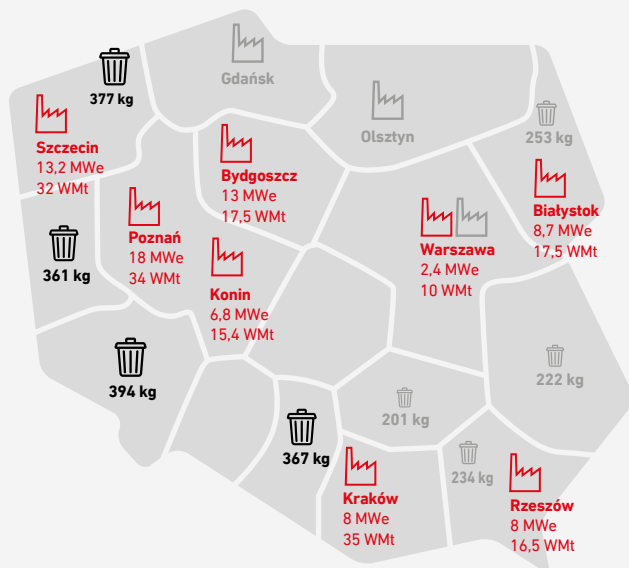 Gdańsk
377 kg
Olsztyn
253 kg
Szczecin
13,2 MWe
32 WMt
Bydgoszcz
13 MWe
17,5 WMt
Białystok
8,7 MWe
17,5 WMt
Poznań
18 MWe
34 WMt
Warszawa
2,4 MWe
10 WMt
361 kg
Konin
6,8 MWe
15,4 WMt
394 kg
222 kg
201 kg
367 kg
234 kg
Kraków
8 MWe
35 WMt
Rzeszów
8 MWe
16,5 WMt